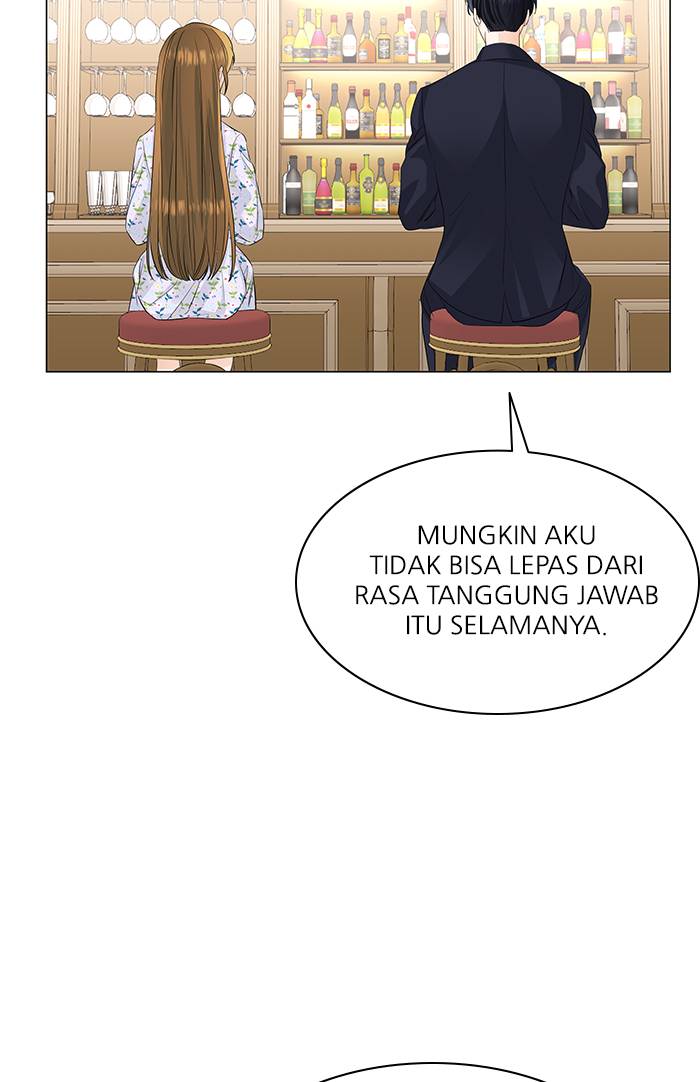 MUNGKIN AKU
TIDAK BISA LEPAS DARI
RASA TANGGUNG JAWAB
ITU SELAMANYA.